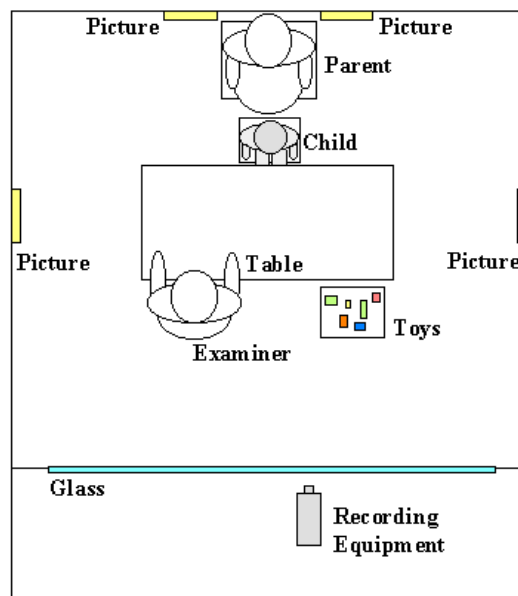 Picture
Picture
Parent
Child
Picture
Table
Picture
Examiner
Toys
Glass
Recording
Equipment